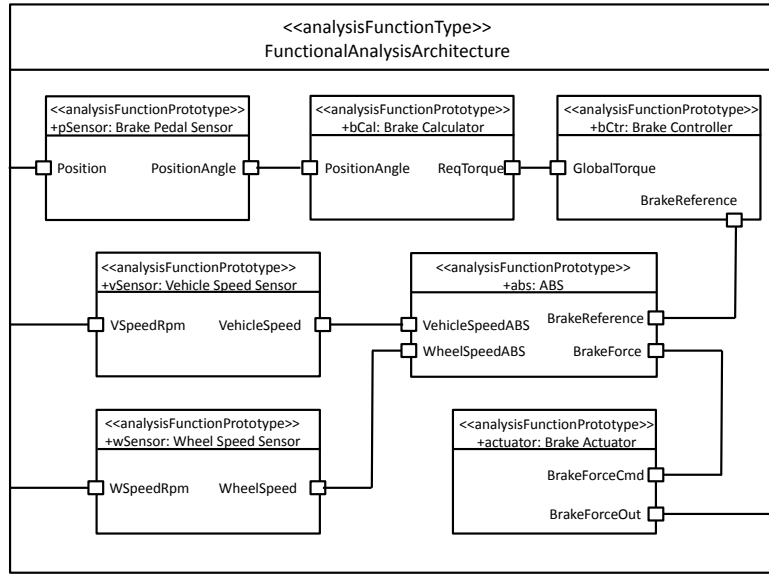 <<analysisFunctionType>>
FunctionalAnalysisArchitecture
<<analysisFunctionPrototype>>
+pSensor: Brake Pedal Sensor
Position
PositionAngle
<<analysisFunctionPrototype>>
+bCal: Brake Calculator
PositionAngle
ReqTorque
<<analysisFunctionPrototype>>
+bCtr: Brake Controller
GlobalTorque
BrakeReference
<<analysisFunctionPrototype>>
+vSensor: Vehicle Speed Sensor
VSpeedRpm
VehicleSpeed
<<analysisFunctionPrototype>>
+abs: ABS
VehicleSpeedABS
WheelSpeedABS
BrakeReference
BrakeForce
<<analysisFunctionPrototype>>
+wSensor: Wheel Speed Sensor
WSpeedRpm
WheelSpeed
<<analysisFunctionPrototype>>
+actuator: Brake Actuator
BrakeForceCmd
BrakeForceOut